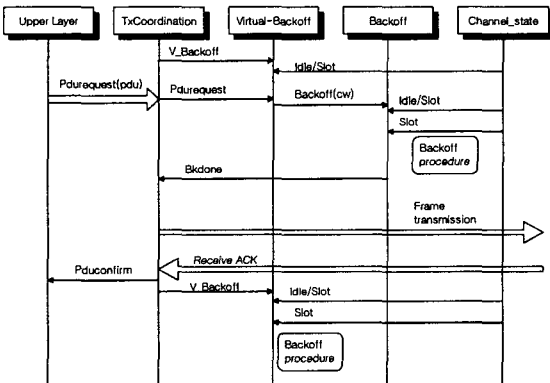 Upper Layer
TxCoordination
Virtual-Backoff
Backoff
Channel_state
V_Backoff
Idle/Slot
Pdurequest(pdu)
Pdurequest
Backoff(cw)
Idle/Slot
Slot
Backoff
procedure
Bkdone
Frame
transmission
Receive ACK
Pduconfirm
V_Backoff
Idle/Slot
Slot
Backoff
procedure